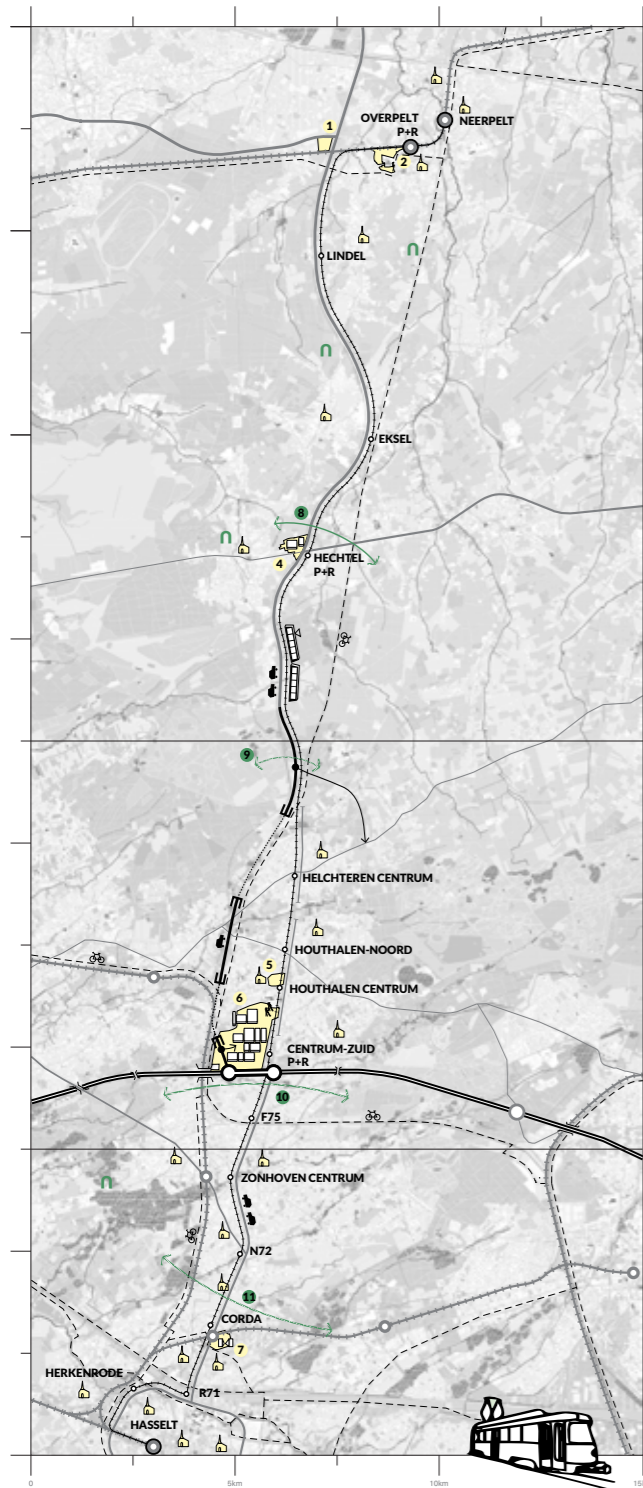 1
OVERPELT
P+R
NEERPELT
2
LINDEL
EKSEL
8
4
HECHTEL
P+R
9
HELCHTEREN CENTRUM
HOUTHALEN-NOORD
5
HOUTHALEN CENTRUM
6
CENTRUM-ZUID
P+R
10
F75
ZONHOVEN CENTRUM
N72
11
CORDA
7
HERKENRODE
R71
HASSELT
0
5km
10km